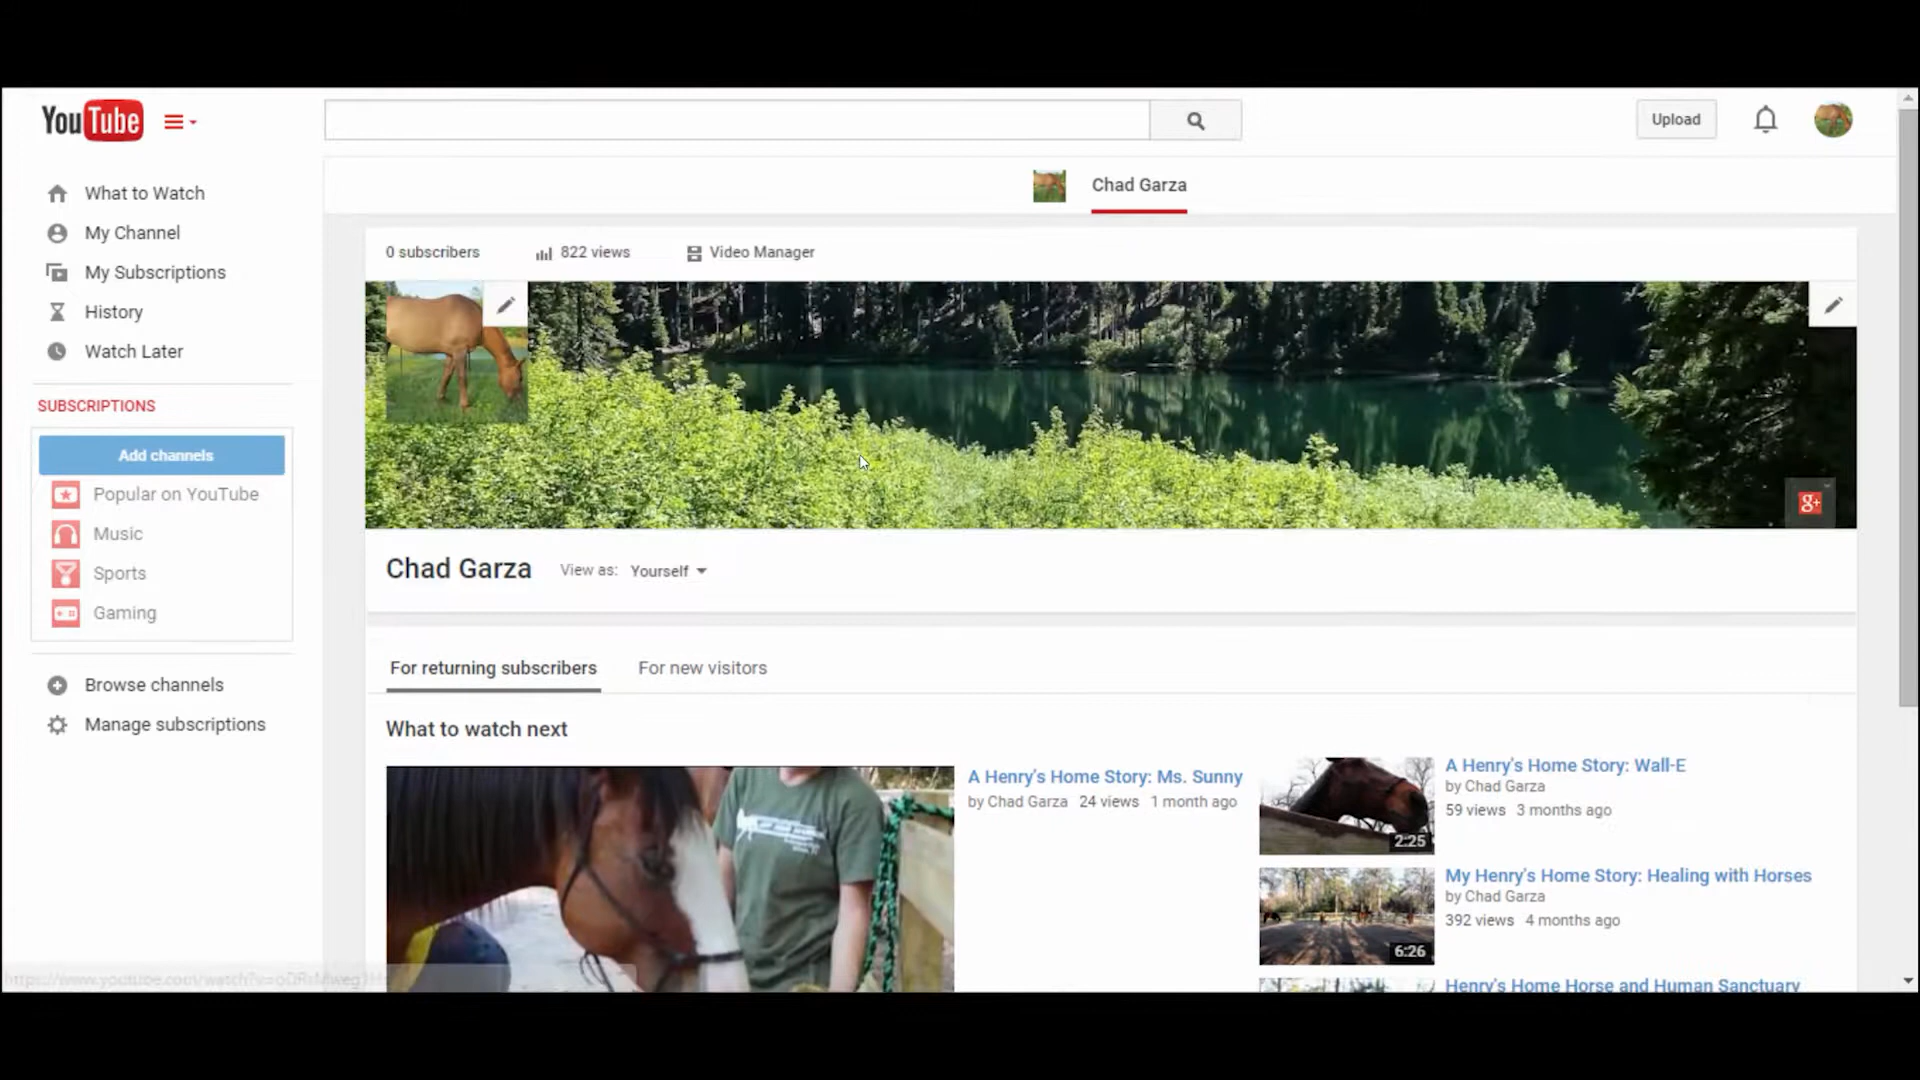 YouTube
Upload
What to Watch
My Channel
My Subscriptions
History
Watch Later
SUBSCRIPTIONS
Add channels
Popular on YouTube
Music
Sports
Gaming
Browse channels
Manage subscriptions
Chad Garza
0 subscribers 822 views Video Manager
g+
Chad Garza View as: Yourself
For returning subscribers For new visitors
What to watch next
A Henry's Home Story: Ms. Sunny
by Chad Garza 24 views 1 month ago
2:25
A Henry's Home Story: Wall-E
by Chad Garza
59 views 3 months ago
6:26
My Henry's Home Story: Healing with Horses
by Chad Garza
392 views 4 months ago
Henry's Home Horse and Human Sanctuary